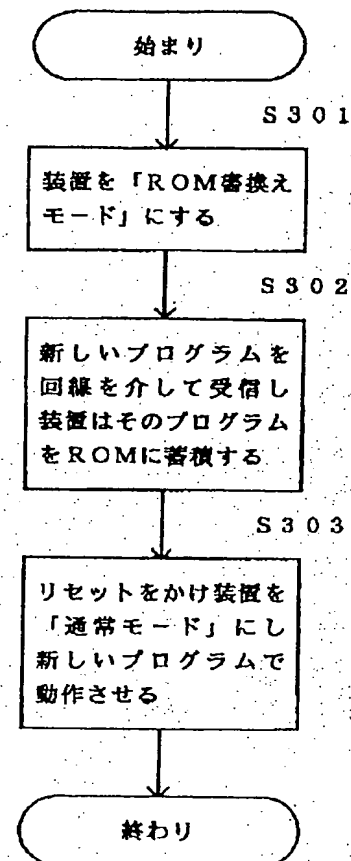 始まり
S301
装置を「ROM書換え
モード」にする
S302
新しいプログラムを
回線を介して受信し
装置はそのプログラム
をROMに蓄積する
S303
リセットをかけ装置を
「通常モード」にし
新しいプログラムで
動作させる
終わり